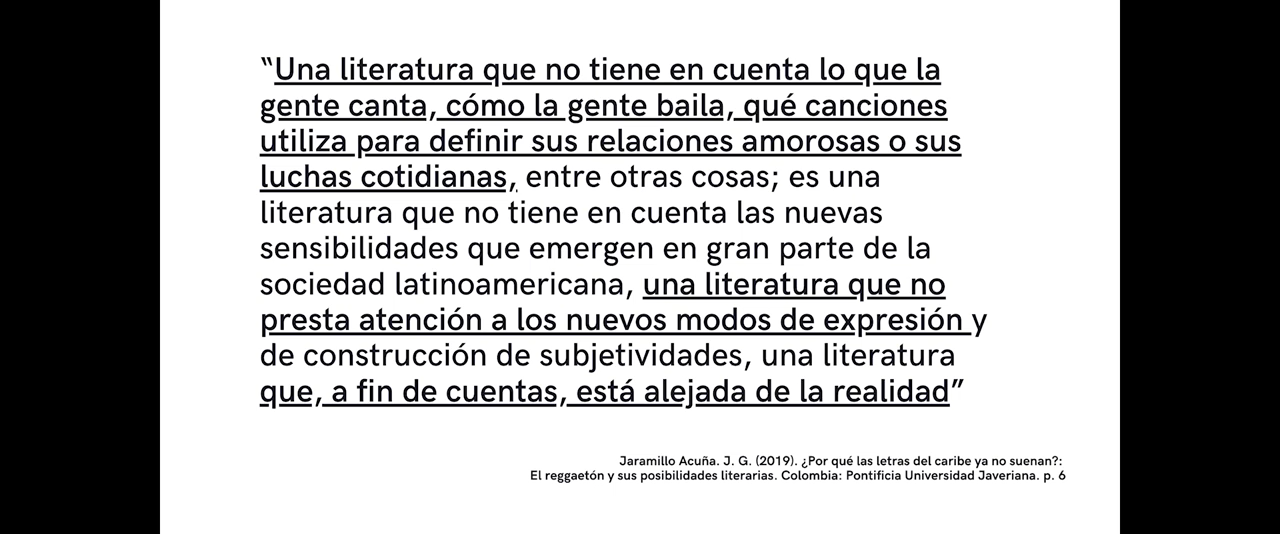 “Una literatura que no tiene en cuenta lo que la
gente canta, cómo la gente baila, qué canciones
utiliza para definir sus relaciones amorosas o sus
luchas cotidianas, entre otras cosas; es una
literatura que no tiene en cuenta las nuevas
sensibilidades que emergen en gran parte de la
sociedad latinoamericana, una literatura que no
presta atención a los nuevos modos de expresión y
de construcción de subjetividades, una literatura
que, a fin de cuentas, está alejada de la realidad”
Jaramillo Acuña. J. G. (2019). ¿Por qué las letras del caribe ya no suenan?:
El reggaetón y sus posibilidades literarias. Colombia: Pontificia Universidad Javeriana. p. 6